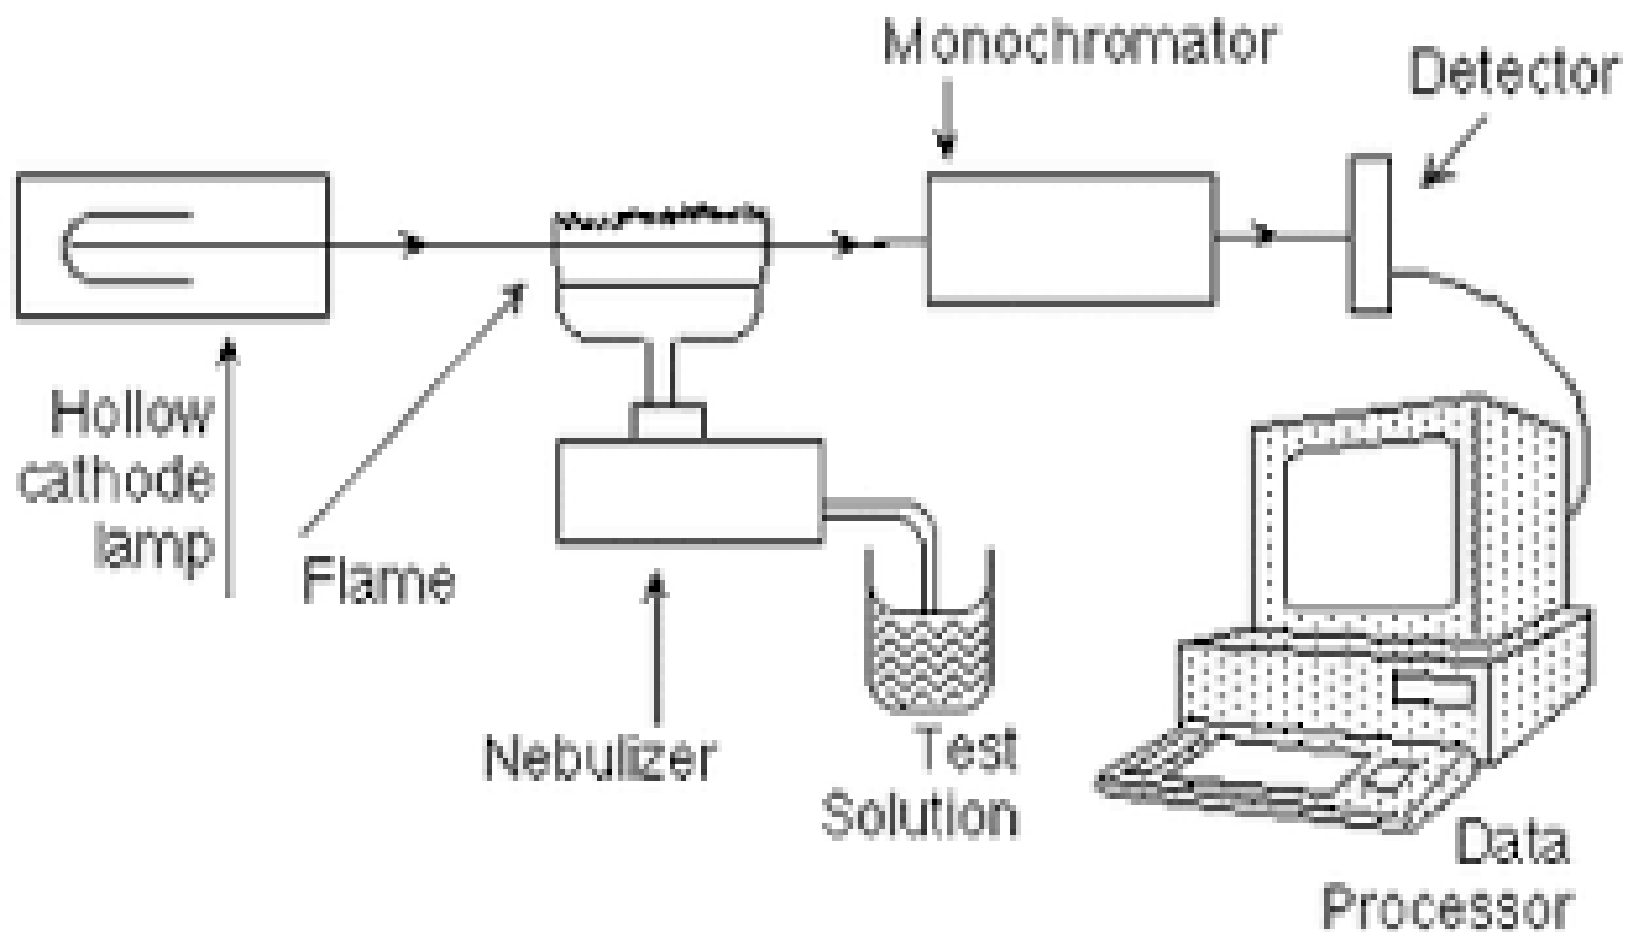 Monochromator
Detector
Hollow
cathode
lamp
Flame
Nebulizer
Test
Solution
Data
Processor